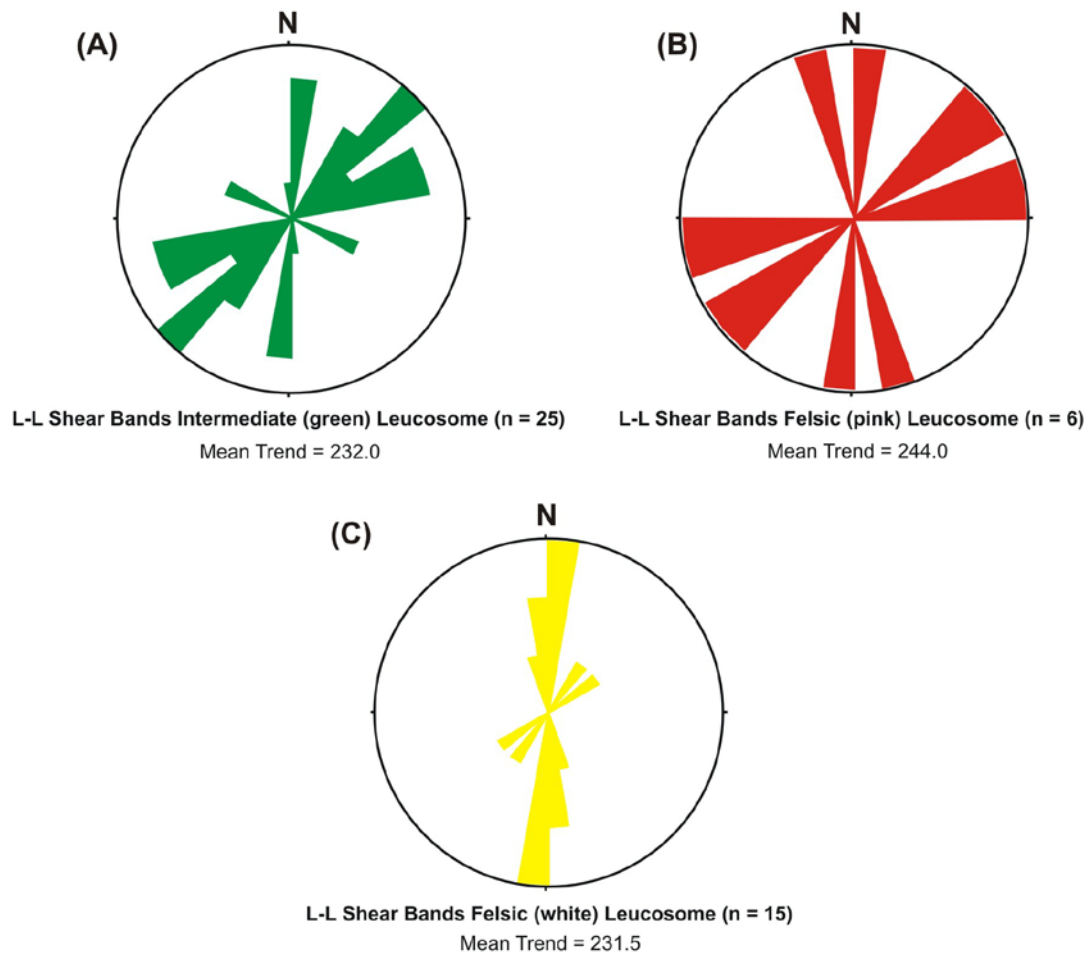 (A)
N
L-L Shear Bands Intermediate (green) Leucosome (n = 25)
Mean Trend = 232.0
(B)
N
L-L Shear Bands Felsic (pink) Leucosome (n = 6)
Mean Trend = 244.0
(C)
N
L-L Shear Bands Felsic (white) Leucosome (n = 15)
Mean Trend = 231.5